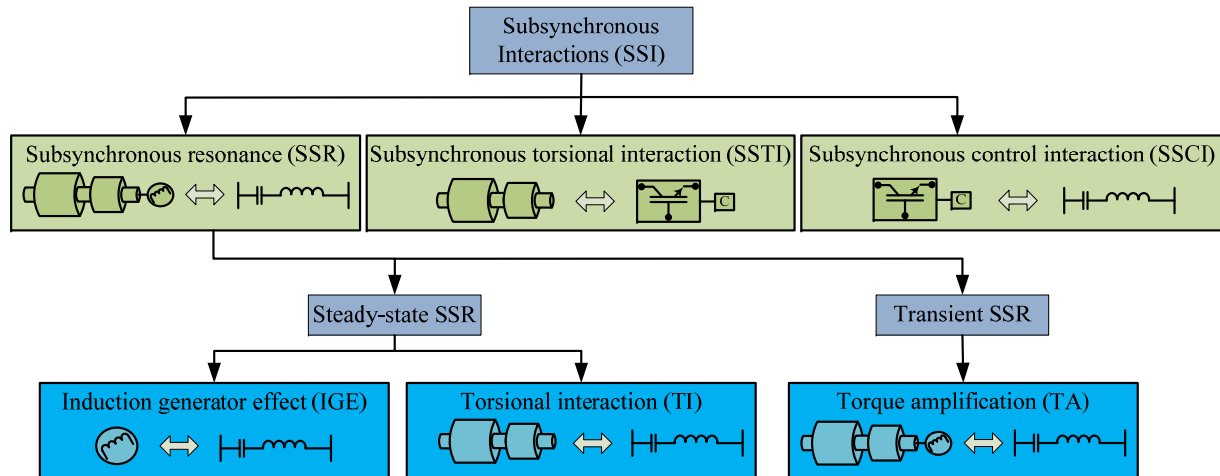 Subsynchronous
Interactions (SSI)
Subsynchronous resonance (SSR)
Subsynchronous torsional interaction (SSTI)
C
Subsynchronous control interaction (SSCI)
C
Steady-state SSR
Transient SSR
Induction generator effect (IGE)
Torsional interaction (TI)
Torque amplification (TA)